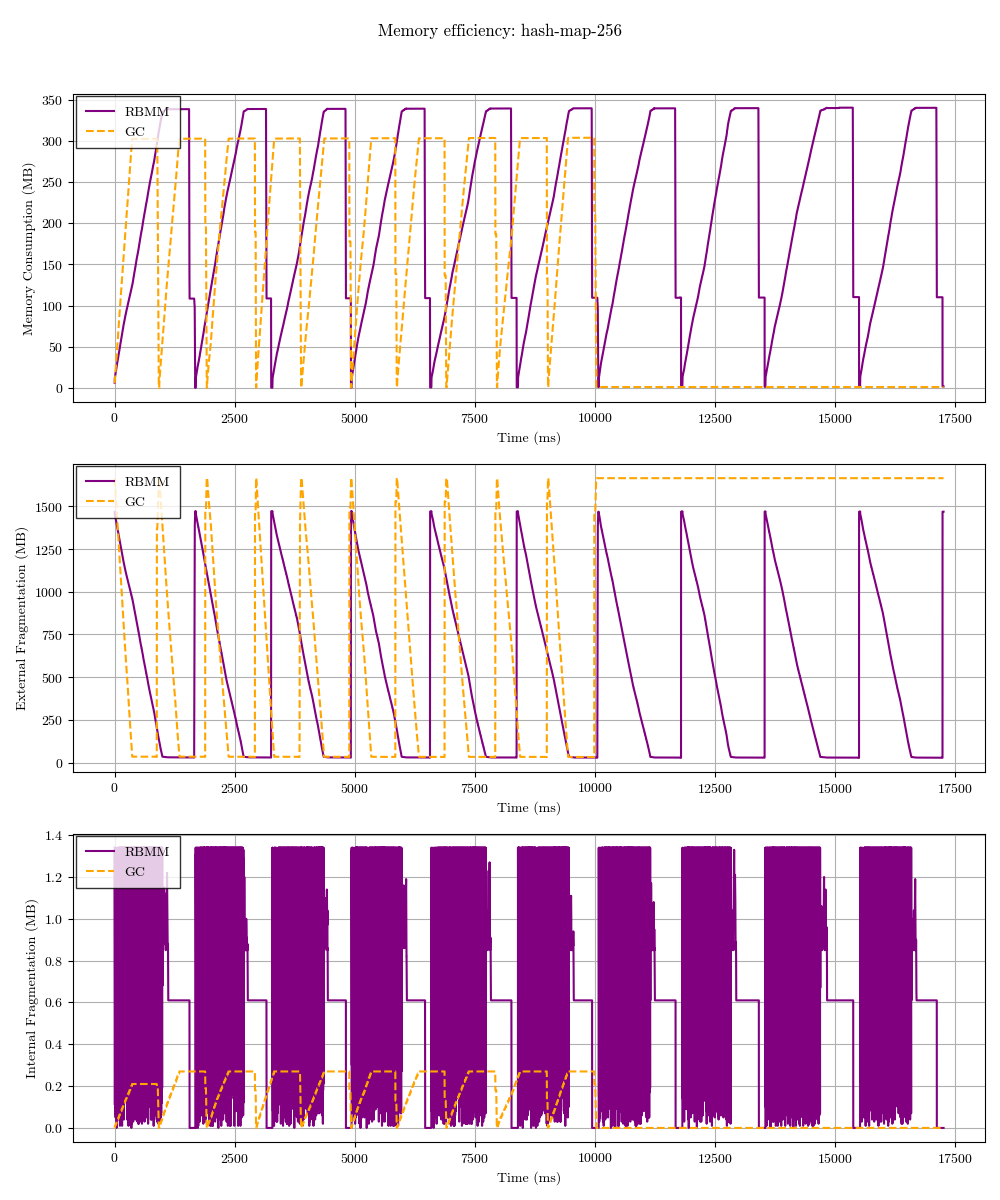 Memory efficiency: hash-map-256
350
300
250
200
150
100
50
0
Memory Consumption (MB)
RBMM
GC
0 2500 5000 7500 10000 12500 15000 17500
Time (ms)
1500
1250
1000
750
500
250
0
External Fragmentation (MB)
RBMM
GC
0 2500 5000 7500 10000 12500 15000 17500
Time (ms)
1.4
1.2
1.0
0.8
0.6
0.4
0.2
0.0
Internal Fragmentation (MB)
RBMM
GC
0 2500 5000 7500 10000 12500 15000 17500
Time (ms)